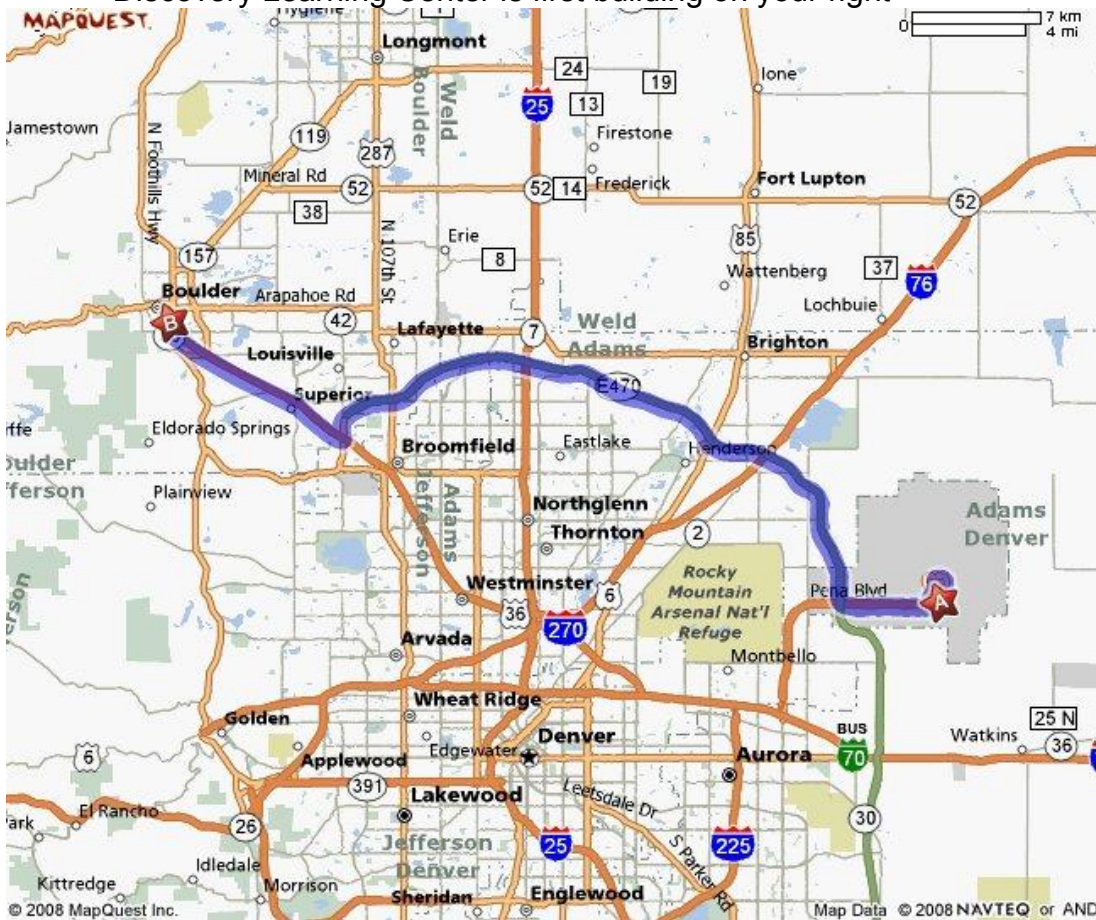 Discovery Learning Center is first building on your right
MAPQUEST.
Hygiene
7 km
4 mi
0
Longmont
24
19
Ione
25
13
Firestone
Jamestown
119
287
Weld
Boulder
N Foothills Hwy
Mineral Rd
52
52
14
Frederick
Fort Lupton
52
38
N 107th St
Erie
8
85
157
Wattenberg
37
76
Boulder
Arapahoe Rd
Lochbuie
B
42
Lafayette
7
Weld
Adams
Brighton
Louisville
Superior
E470
Eldorado Springs
Broomfield
Eastlake
Henderson
Plainview
Adams
Jefferson
Northglenn
Thornton
2
Adams
Denver
Westminster
36
6
Rocky
Mountain
Arsenal Nat'l
Refuge
Pena Blvd
A
270
Arvada
Montbello
Wheat Ridge
Golden
Edgewater
Denver
BUS
70
25 N
36
Watkins
6
Applewood
Aurora
391
Lakewood
Leetsdale Dr
El Rancho
26
Jefferson
Denver
25
S Parker Rd
225
30
Idledale
Kittredge
Morrison
Sheridan
Englewood
© 2008 MapQuest Inc.
Map Data © 2008 NAVTEQ or AND